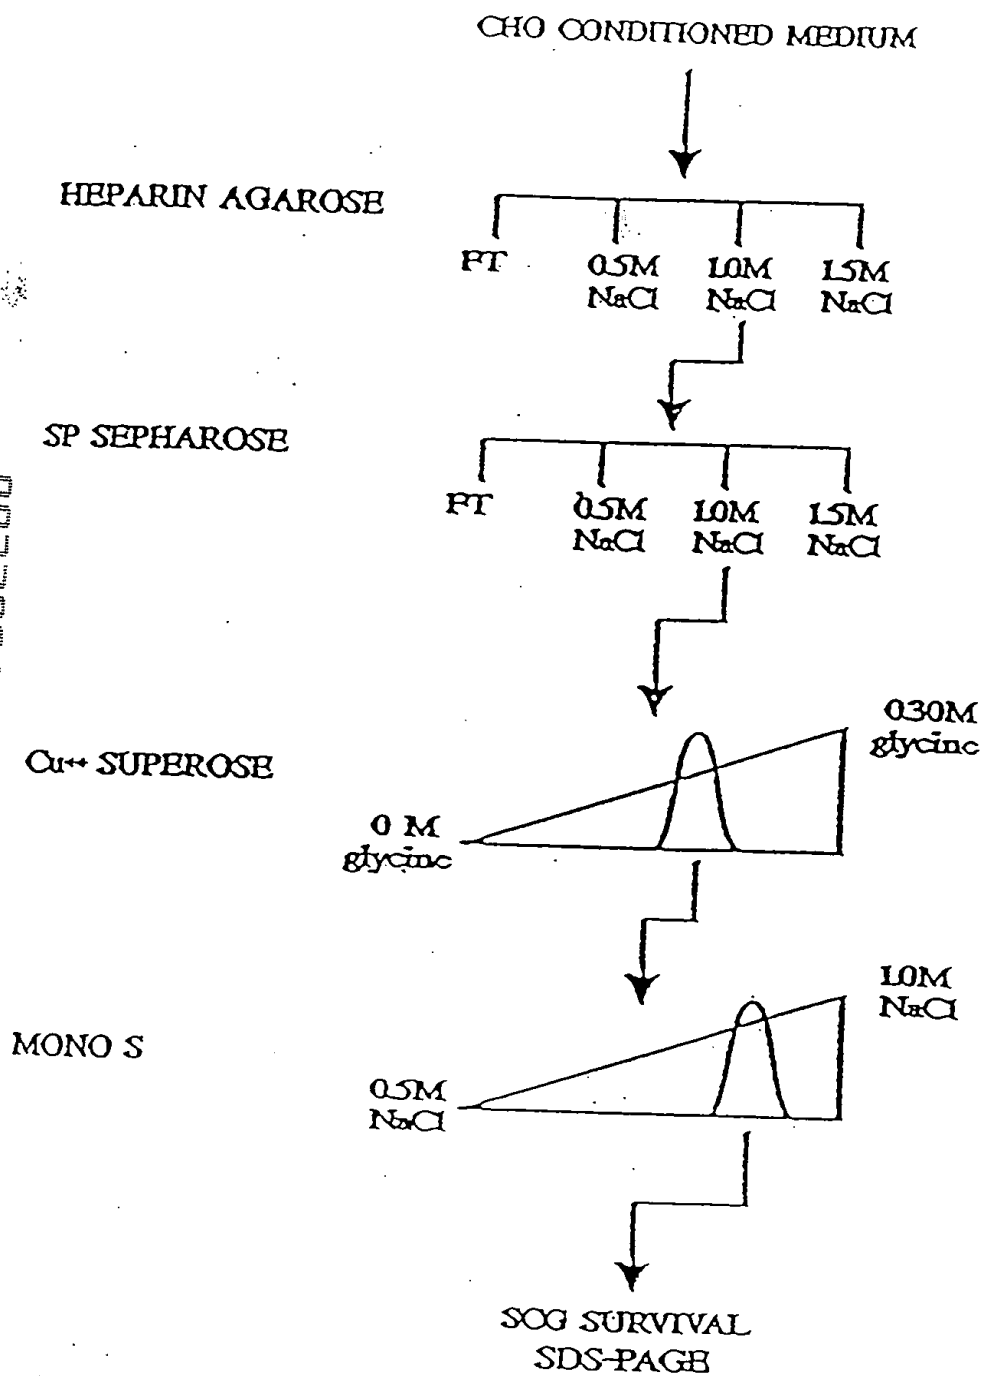 CHO CONDITIONED MEDIUM
HEPARIN AGAROSE
FT
0.5M
NaCl
1.0M
NaCl
1.5M
NaCl
SP SEPHAROSE
FT
0.5M
NaCl
1.0M
NaCl
1.5M
NaCl
0.30M
glycine
Cu++ SUPEROSE
0 M
glycine
1.0M
NaCl
MONO S
0.5M
NaCl
SCG SURVIVAL
SDS-PAGE